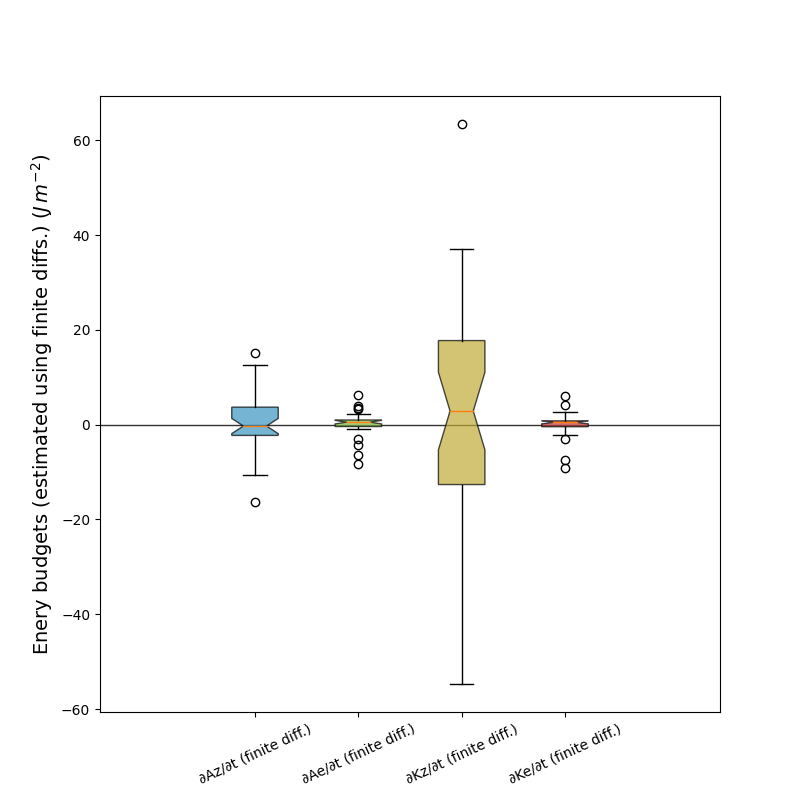 Enery budgets (estimated using finite diffs.) (J m⁻²)
60
40
20
0
−20
−40
−60
∂Az/∂t (finite diff.)
∂Ae/∂t (finite diff.)
∂Kz/∂t (finite diff.)
∂Ke/∂t (finite diff.)